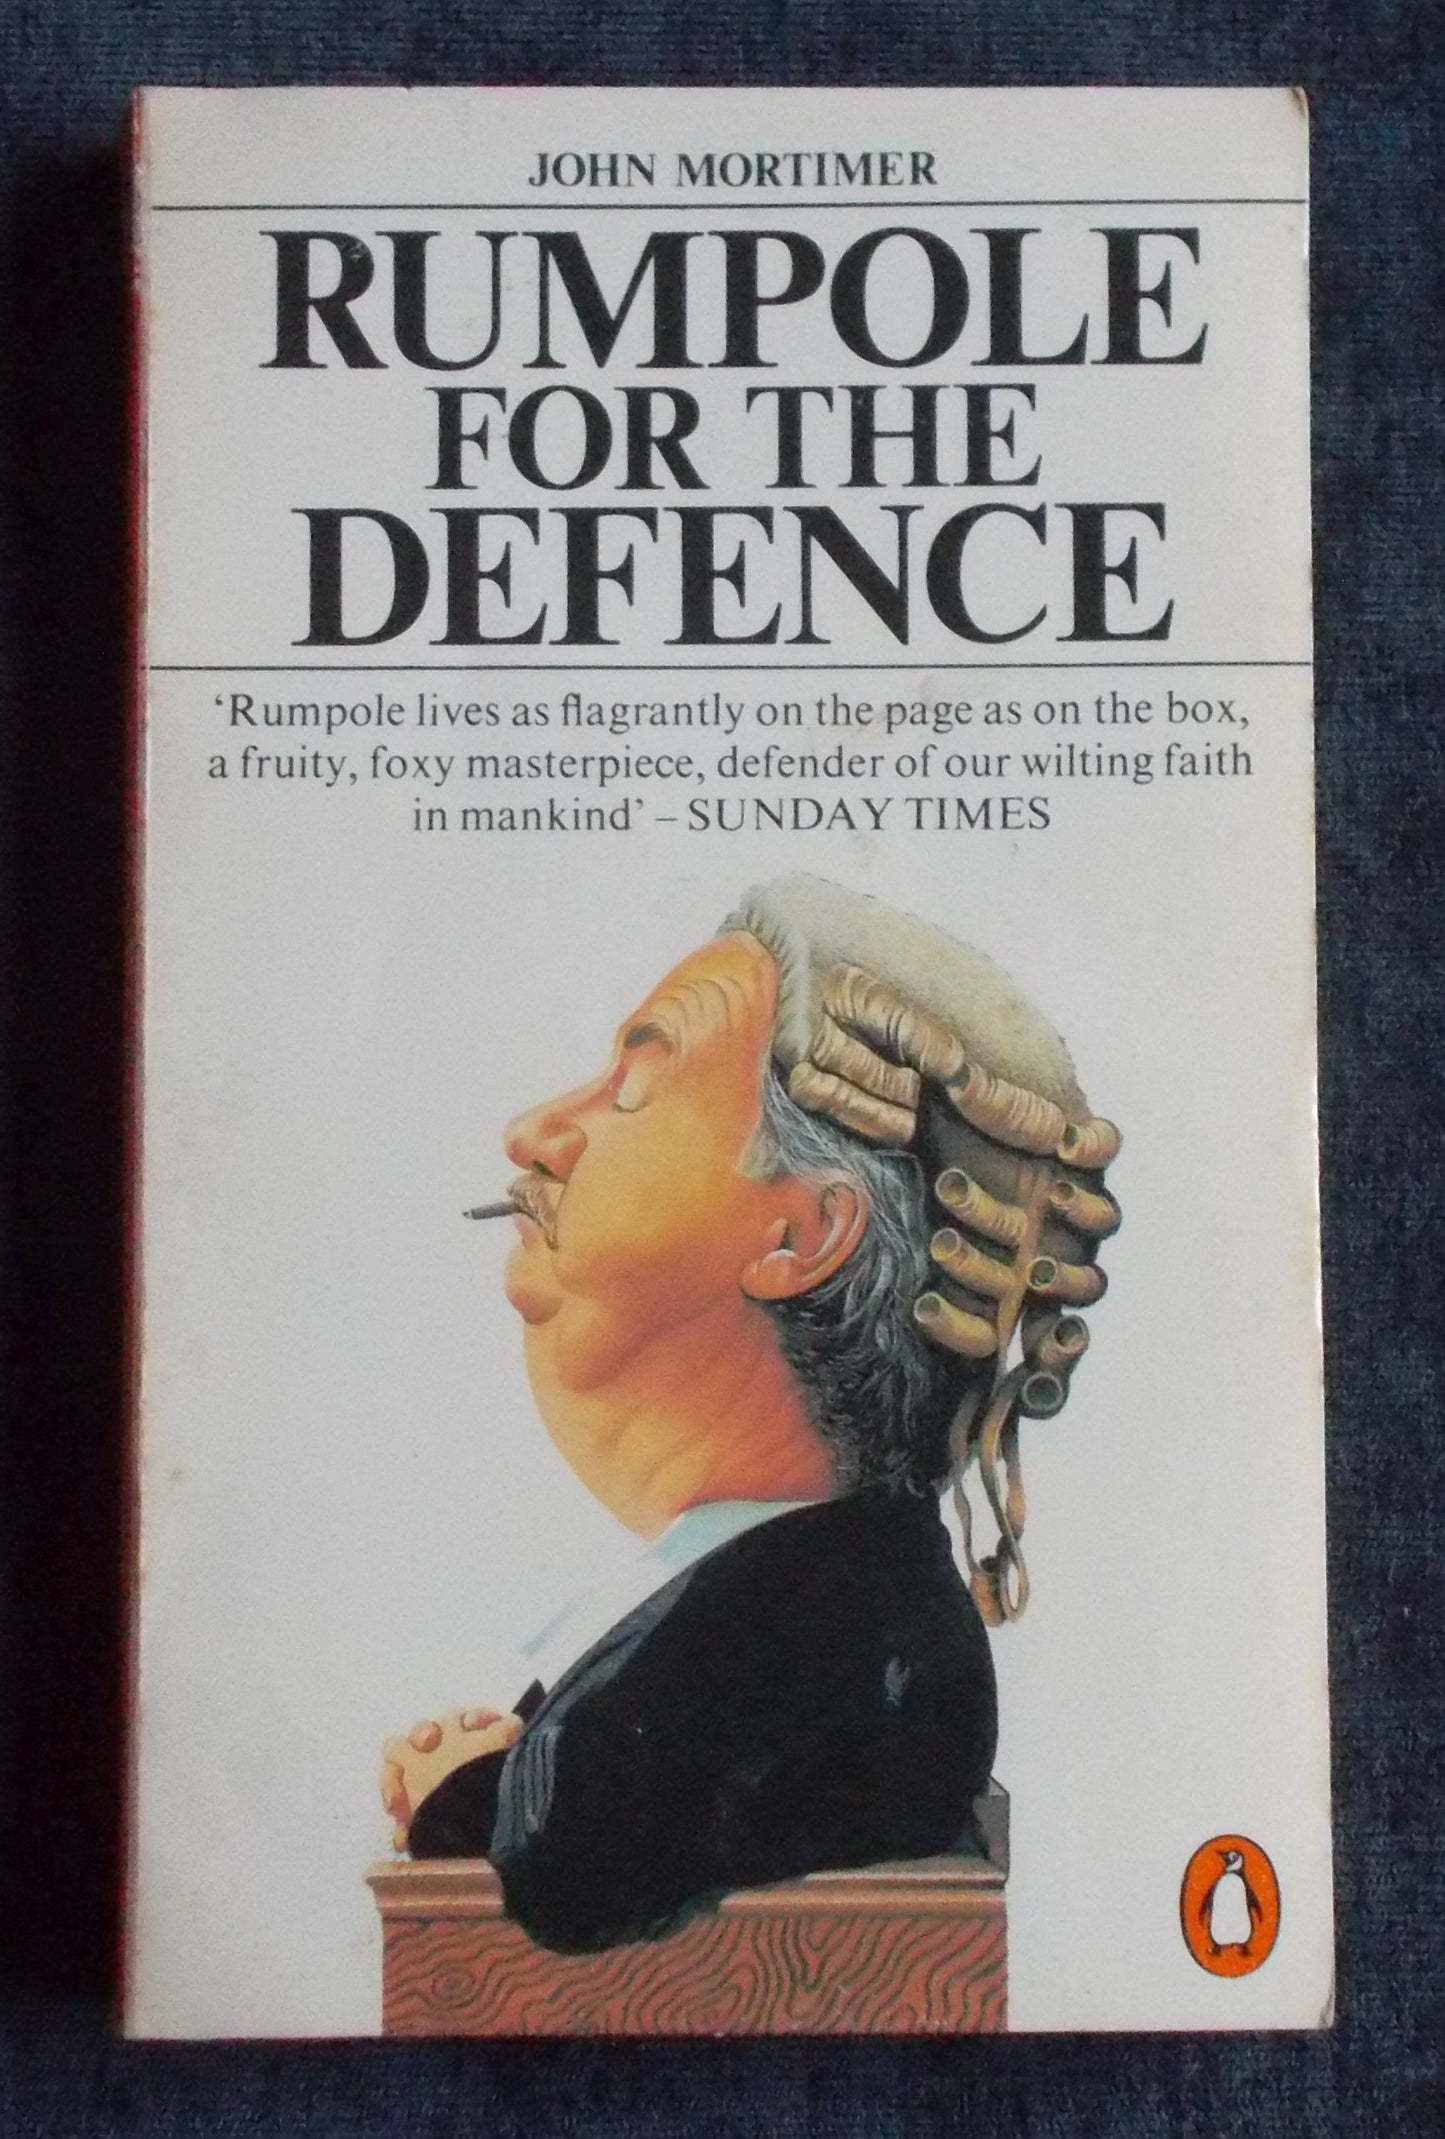 JOHN MORTIMER
RUMPOLE
FOR THE
DEFENCE
‘Rumpole lives as flagrantly on the page as on the box,
a fruity, foxy masterpiece, defender of our wilting faith
in mankind’ – SUNDAY TIMES